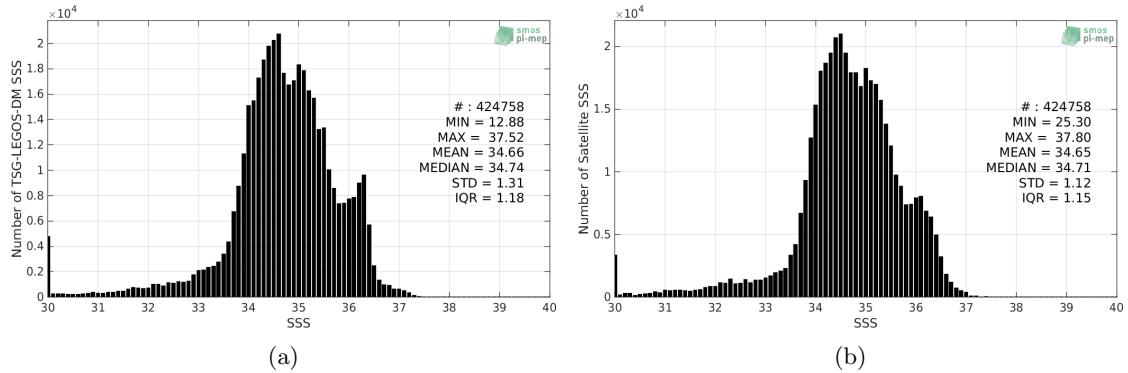 ×10⁴
smos
pi-mep
Number of TSG-LEGOS-DM SSS
2
1.8
1.6
1.4
1.2
1
0.8
0.6
0.4
0.2
0
# : 424758
MIN = 12.88
MAX = 37.52
MEAN = 34.66
MEDIAN = 34.74
STD = 1.31
IQR = 1.18
30 31 32 33 34 35 36 37 38 39 40
SSS
(a)
×10⁴
smos
pi-mep
Number of Satellite SSS
2
1.5
1
0.5
0
# : 424758
MIN = 25.30
MAX = 37.80
MEAN = 34.65
MEDIAN = 34.71
STD = 1.12
IQR = 1.15
30 31 32 33 34 35 36 37 38 39 40
SSS
(b)